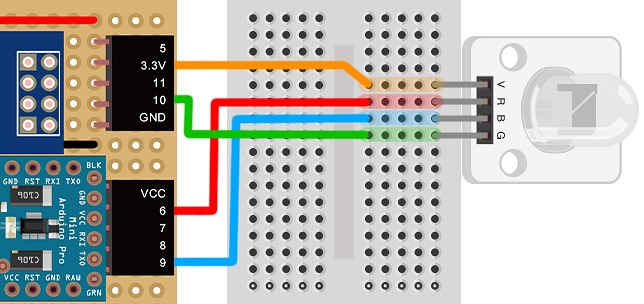 5
3.3V
11
10
GND
VCC
6
7
8
9
V
R
B
G
BLK
GND RST RXI TXO
GND VCC RXI TXO
Arduino Pro
Mini
VCC RST GND RAW
GRN